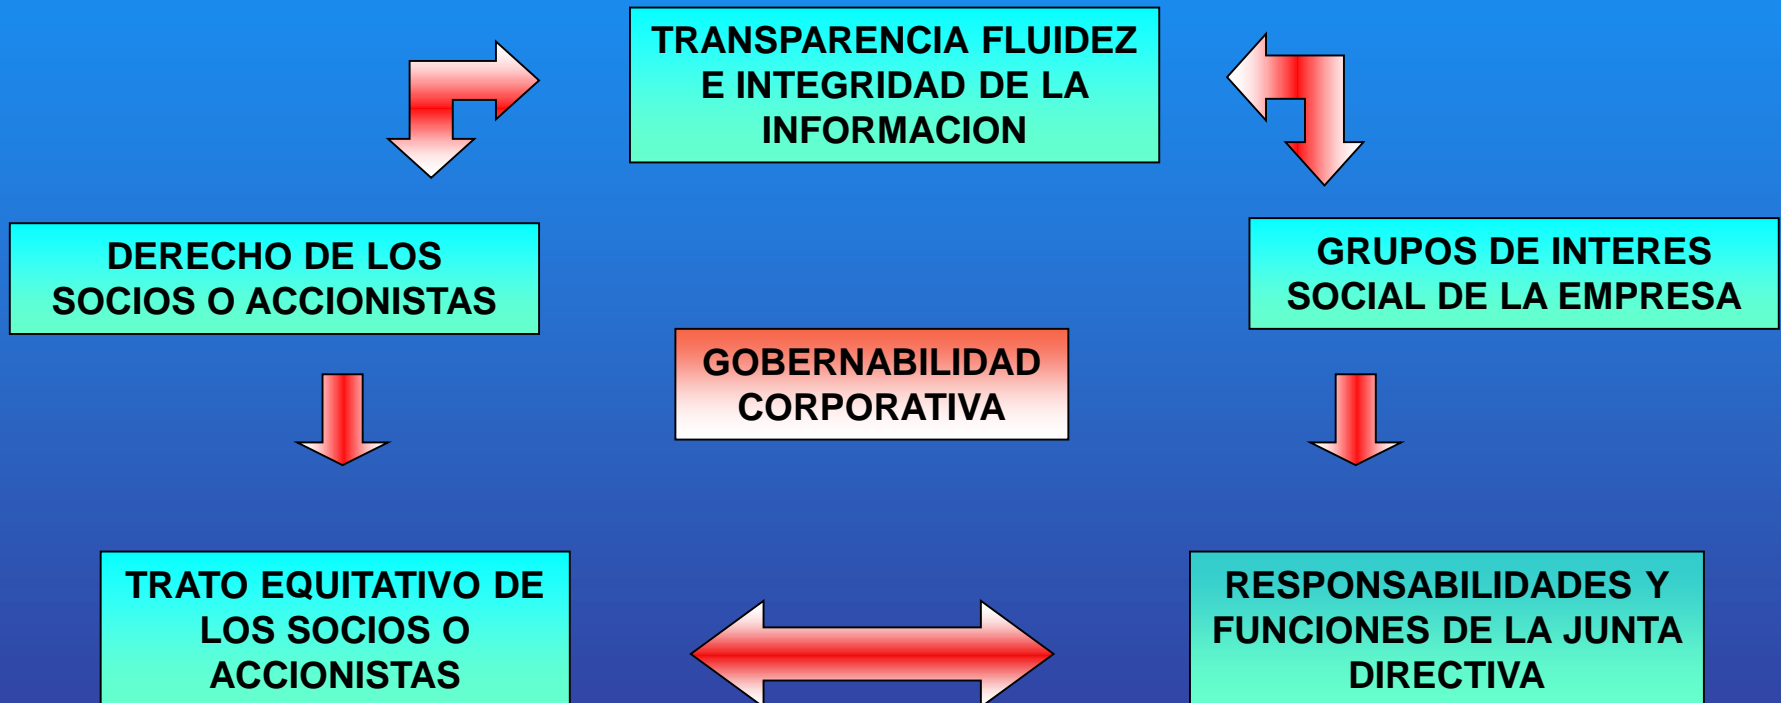 TRANSPARENCIA FLUIDEZ
E INTEGRIDAD DE LA
INFORMACION
DERECHO DE LOS
SOCIOS O ACCIONISTAS
GRUPOS DE INTERES
SOCIAL DE LA EMPRESA
GOBERNABILIDAD
CORPORATIVA
TRATO EQUITATIVO DE
LOS SOCIOS O
ACCIONISTAS
RESPONSABILIDADES Y
FUNCIONES DE LA JUNTA
DIRECTIVA